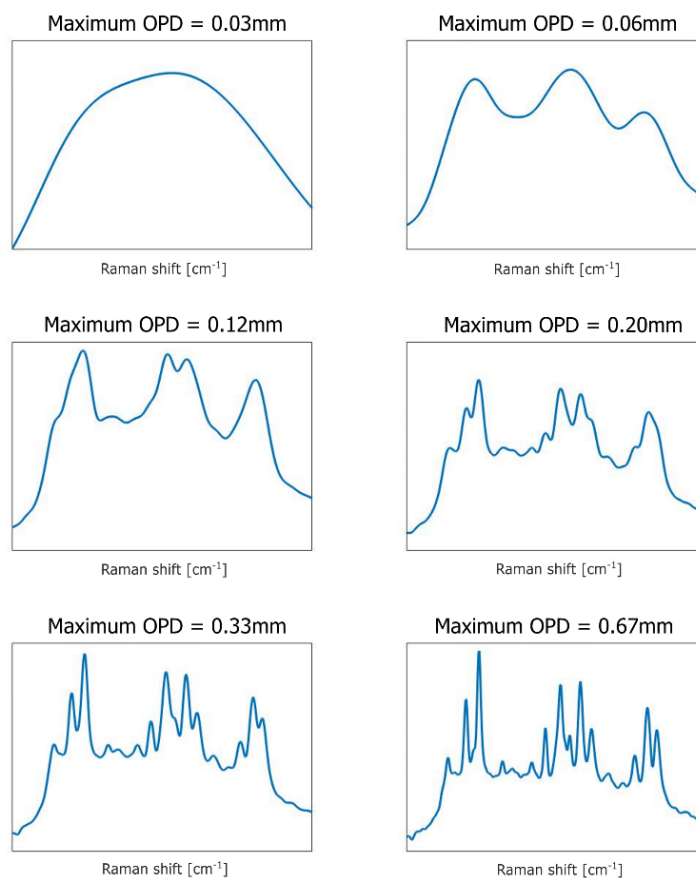 Maximum OPD = 0.03mm
Maximum OPD = 0.06mm
Raman shift [cm⁻¹]
Raman shift [cm⁻¹]
Maximum OPD = 0.12mm
Maximum OPD = 0.20mm
Raman shift [cm⁻¹]
Raman shift [cm⁻¹]
Maximum OPD = 0.33mm
Maximum OPD = 0.67mm
Raman shift [cm⁻¹]
Raman shift [cm⁻¹]